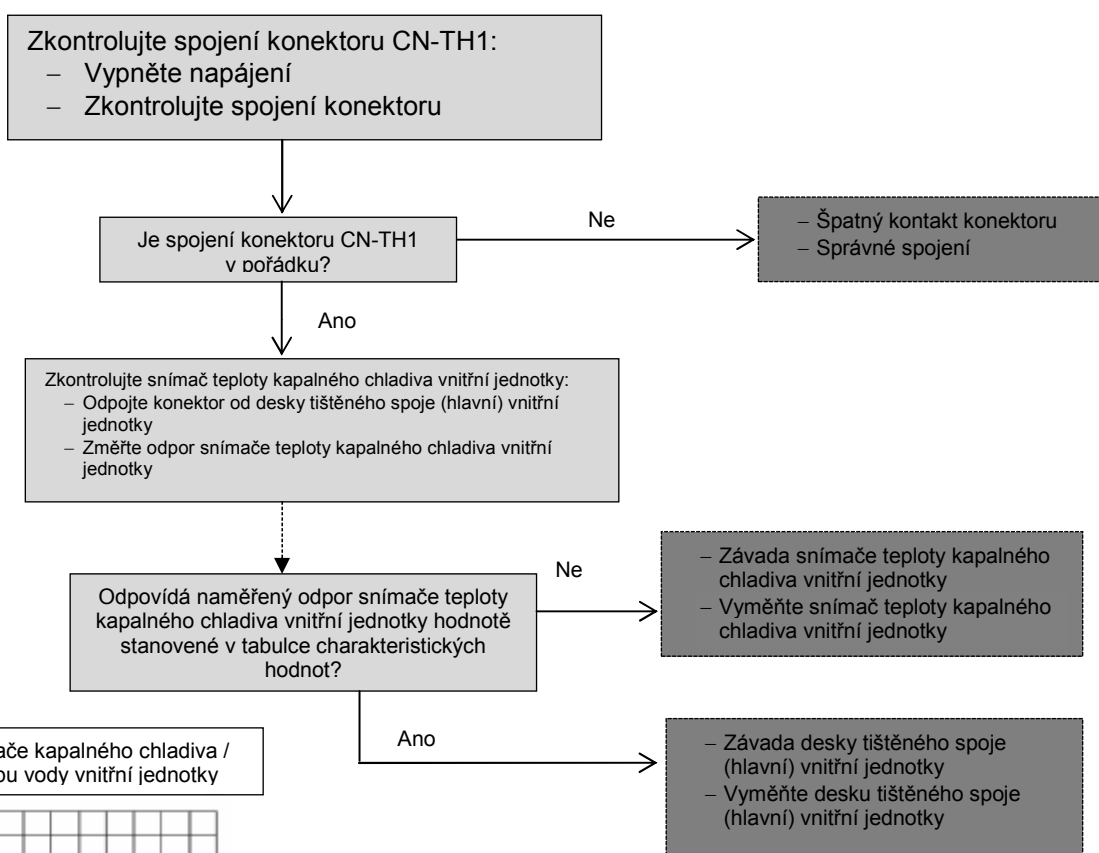 Zkontrolujte spojení konektoru CN-TH1:
– Vypněte napájení
– Zkontrolujte spojení konektoru
Ne
Je spojení konektoru CN-TH1
v pořádku?
– Špatný kontakt konektoru
– Správné spojení
Ano
Zkontrolujte snímač teploty kapalného chladiva vnitřní jednotky:
– Odpojte konektor od desky tištěného spoje (hlavní) vnitřní
jednotky
– Změřte odpor snímače teploty kapalného chladiva vnitřní
jednotky
Ne
Odpovídá naměřený odpor snímače teploty
kapalného chladiva vnitřní jednotky hodnotě
stanovené v tabulce charakteristických
hodnot?
– Závada snímače teploty kapalného
chladiva vnitřní jednotky
– Vyměňte snímač teploty kapalného
chladiva vnitřní jednotky
Ano
– Závada desky tištěného spoje
(hlavní) vnitřní jednotky
– Vyměňte desku tištěného spoje
(hlavní) vnitřní jednotky
kapalného chladiva /
vody vnitřní jednotky